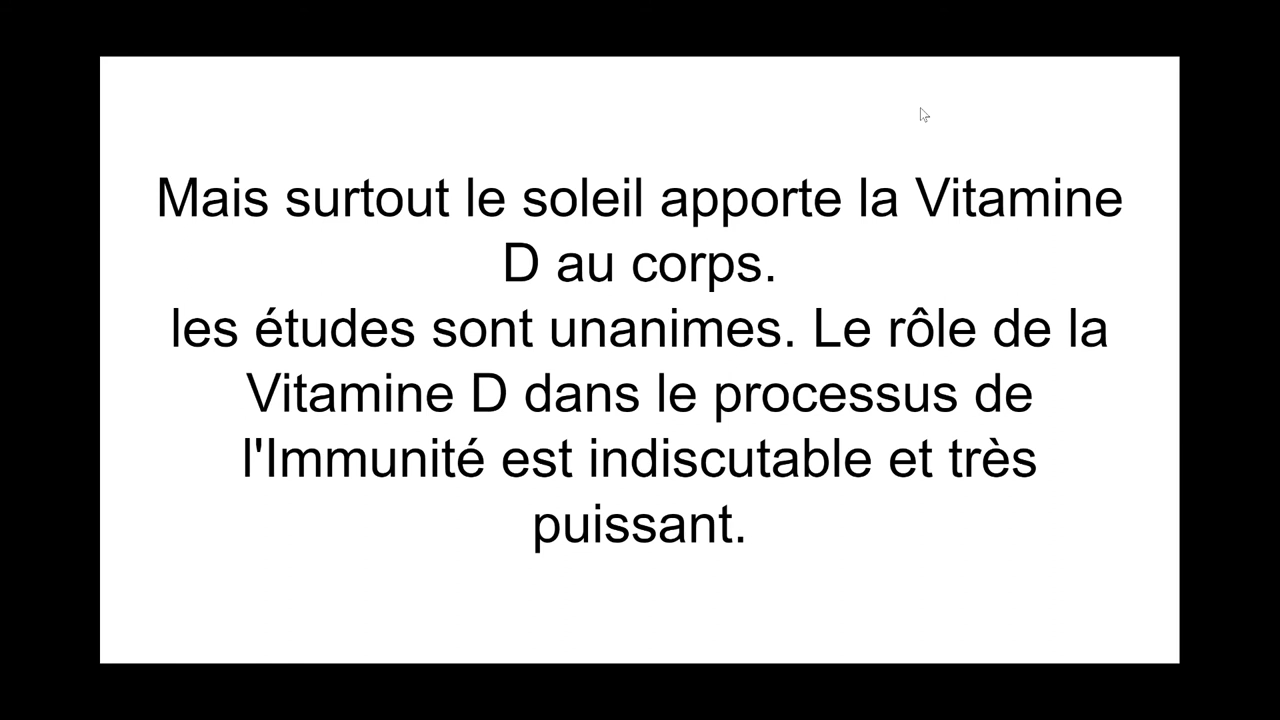 Mais surtout le soleil apporte la Vitamine
D au corps.
les études sont unanimes. Le rôle de la
Vitamine D dans le processus de
l'Immunité est indiscutable et très
puissant.